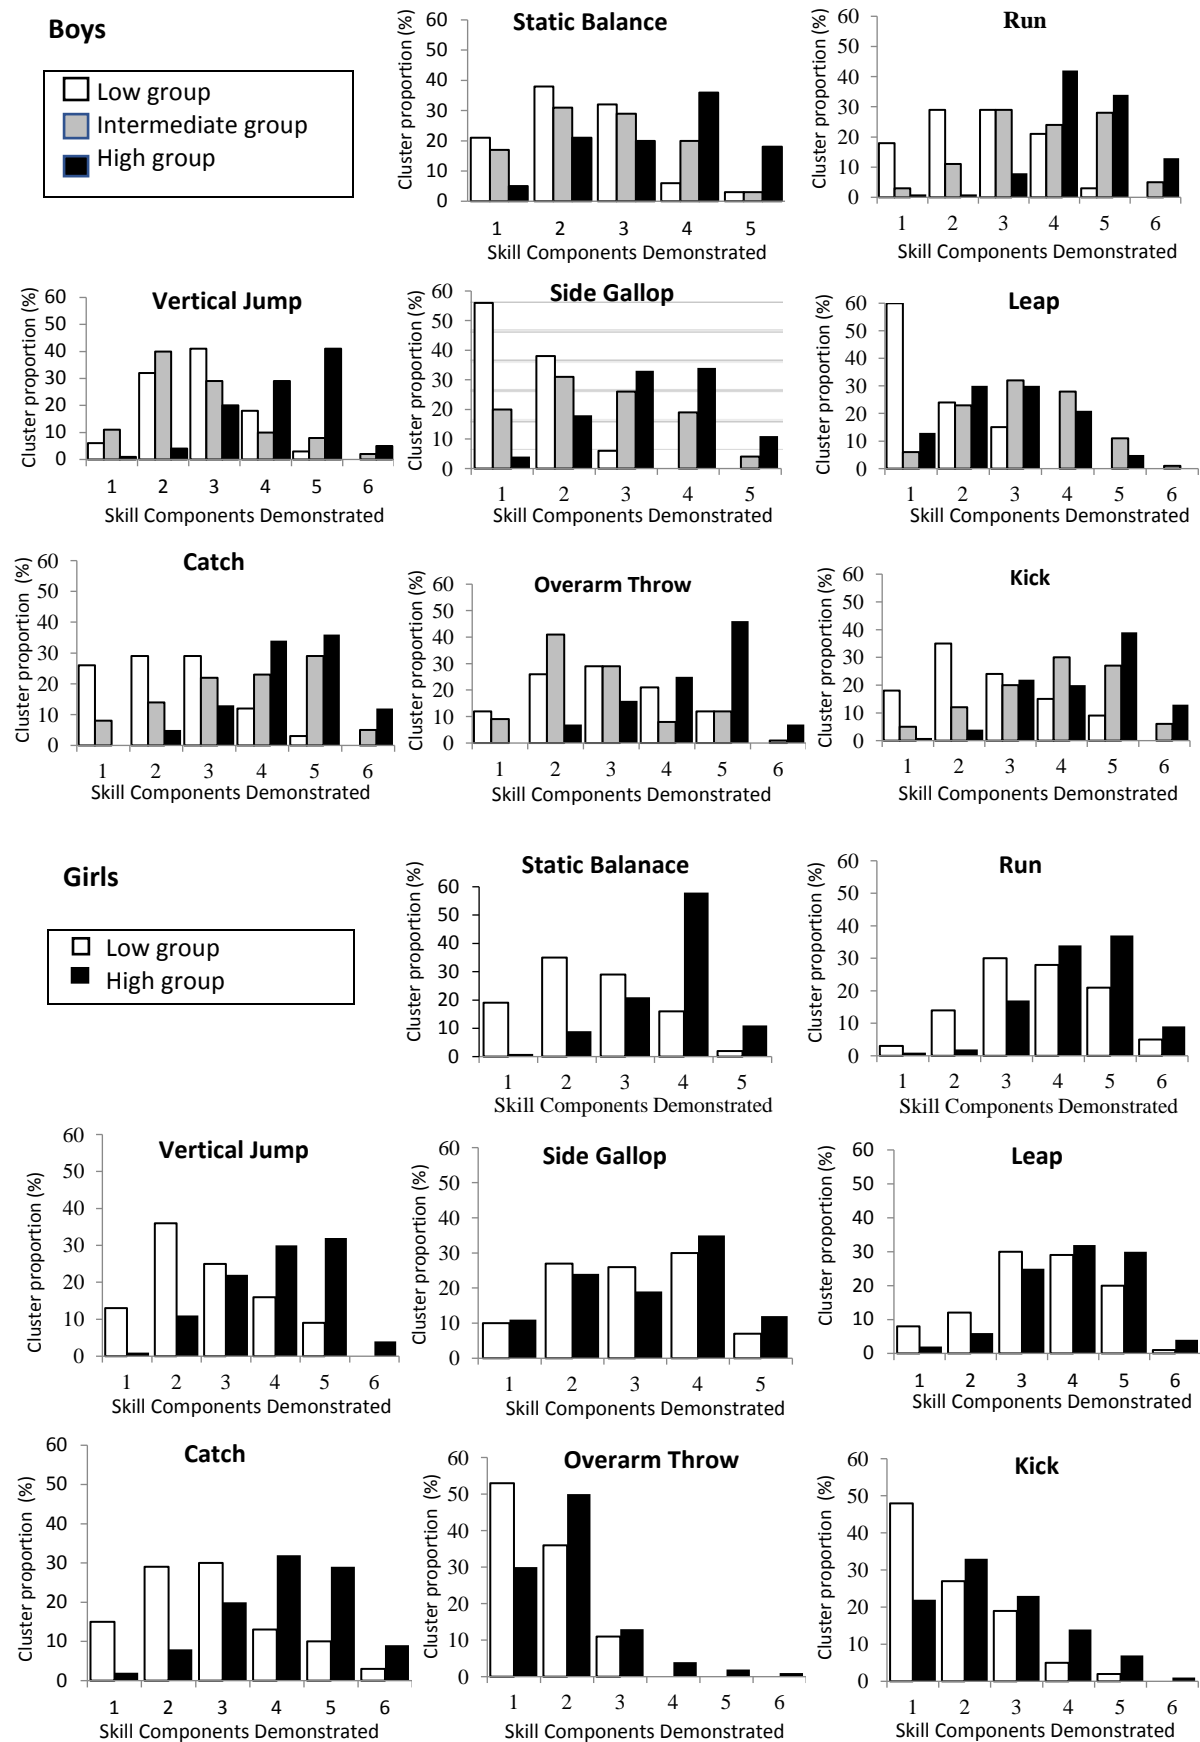 Boys
Low group
Intermediate group
High group
Static Balance
Cluster proportion (%)
60
50
40
30
20
10
0
1 2 3 4 5
Skill Components Demonstrated
Run
Cluster proportion (%)
60
50
40
30
20
10
0
1 2 3 4 5 6
Skill Components Demonstrated
Vertical Jump
Cluster proportion (%)
60
50
40
30
20
10
0
1 2 3 4 5 6
Skill Components Demonstrated
Side Gallop
Cluster proportion (%)
60
50
40
30
20
10
0
1 2 3 4 5
Skill Components Demonstrated
Leap
Cluster proportion (%)
60
50
40
30
20
10
0
1 2 3 4 5 6
Skill Components Demonstrated
Catch
Cluster proportion (%)
60
50
40
30
20
10
0
1 2 3 4 5 6
Skill Components Demonstrated
Overarm Throw
Cluster proportion (%)
60
50
40
30
20
10
0
1 2 3 4 5 6
Skill Components Demonstrated
Kick
Cluster proportion (%)
60
50
40
30
20
10
0
1 2 3 4 5 6
Skill Components Demonstrated
Girls
Low group
High group
Static Balanace
Cluster proportion (%)
60
50
40
30
20
10
0
1 2 3 4 5
Skill Components Demonstrated
Run
Cluster proportion (%)
60
50
40
30
20
10
0
1 2 3 4 5 6
Skill Components Demonstrated
Vertical Jump
Cluster proportion (%)
60
50
40
30
20
10
0
1 2 3 4 5 6
Skill Components Demonstrated
Side Gallop
Cluster proportion (%)
60
50
40
30
20
10
0
1 2 3 4 5
Skill Components Demonstrated
Leap
Cluster proportion (%)
60
50
40
30
20
10
0
1 2 3 4 5 6
Skill Components Demonstrated
Catch
Cluster proportion (%)
60
50
40
30
20
10
0
1 2 3 4 5 6
Skill Components Demonstrated
Overarm Throw
Cluster proportion (%)
60
50
40
30
20
10
0
1 2 3 4 5 6
Skill Components Demonstrated
Kick
Cluster proportion (%)
60
50
40
30
20
10
0
1 2 3 4 5 6
Skill Components Demonstrated